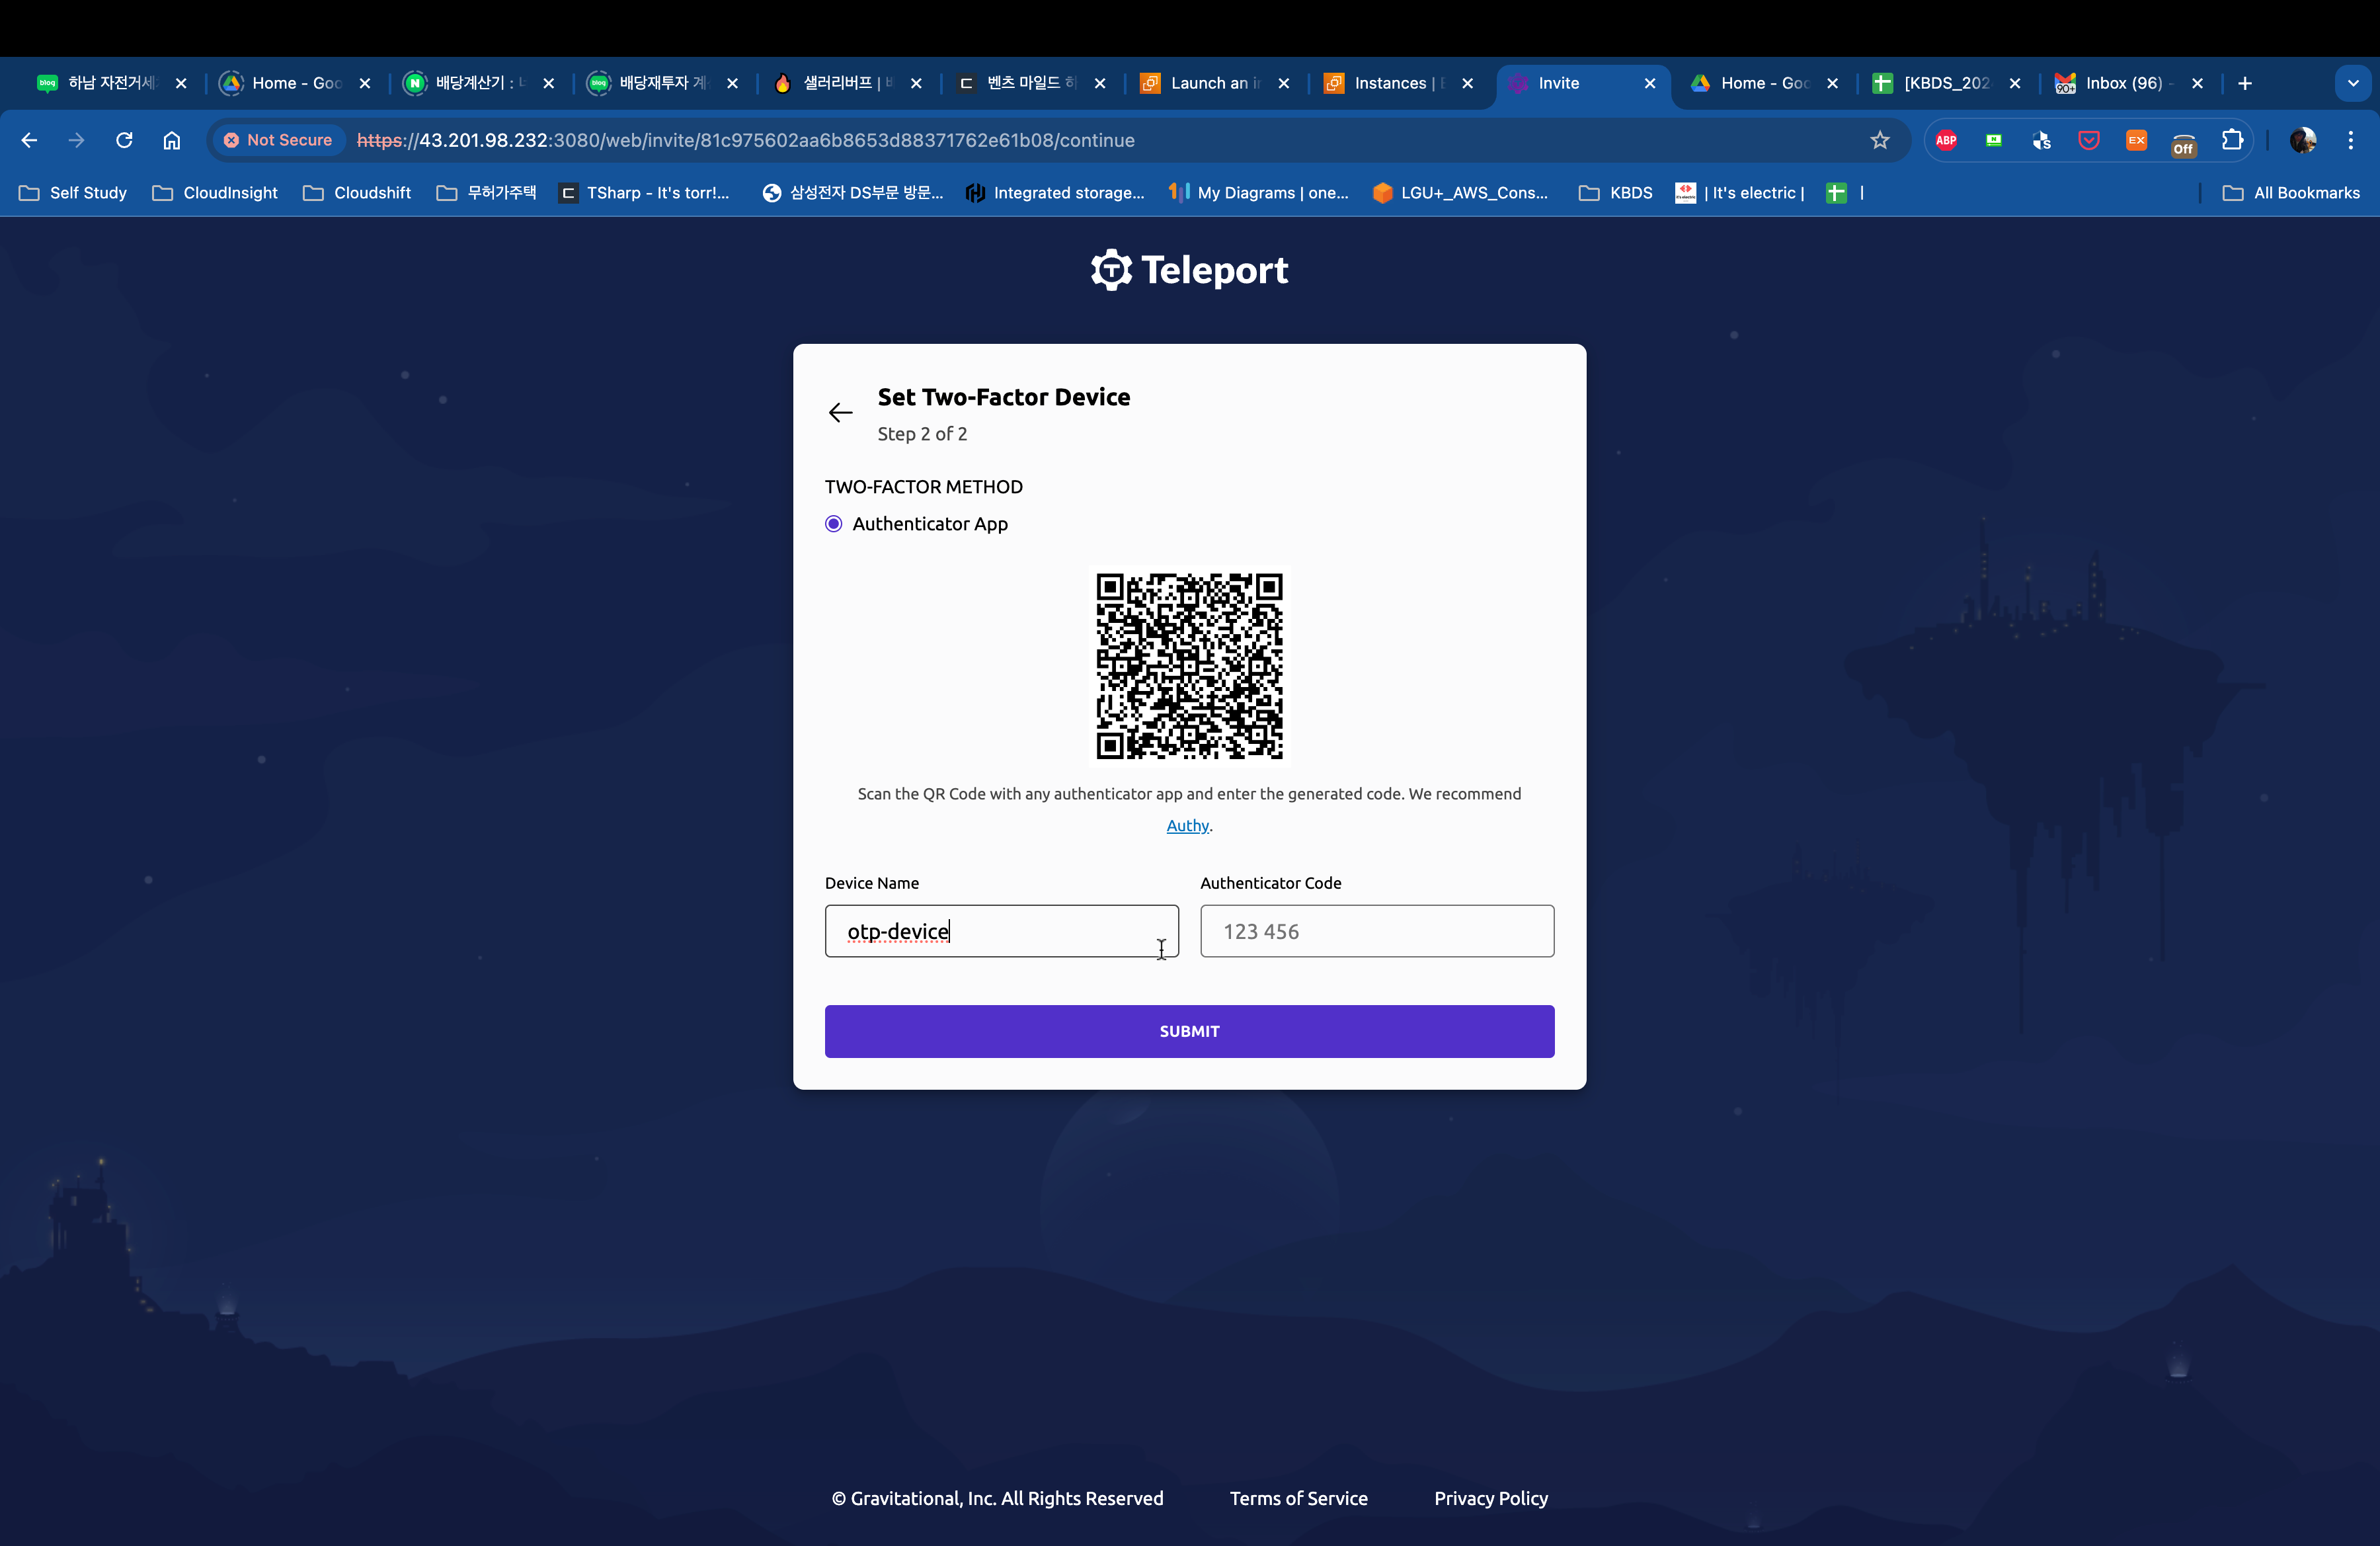 하남 자전거세
Home - Goo
배당계산기 :
배당재투자 계
샐러리버프 |
벤츠 마일드 하
Launch an in
Instances | E
Invite
Home - Goo
[KBDS_202
Inbox (96) -
Not Secure
https://43.201.98.232:3080/web/invite/81c975602aa6b8653d88371762e61b08/continue
ABP
EX
Off
Self Study
CloudInsight
Cloudshift
무허가주택
TSharp - It's torr!...
삼성전자 DS부문 방문...
Integrated storage...
My Diagrams | one...
LGU+_AWS_Cons...
KBDS
| It's electric |
|
All Bookmarks
Teleport
Set Two-Factor Device
Step 2 of 2
TWO-FACTOR METHOD
Authenticator App
Scan the QR Code with any authenticator app and enter the generated code. We recommend
Authy.
Device Name
Authenticator Code
otp-device
123 456
SUBMIT
© Gravitational, Inc. All Rights Reserved
Terms of Service
Privacy Policy